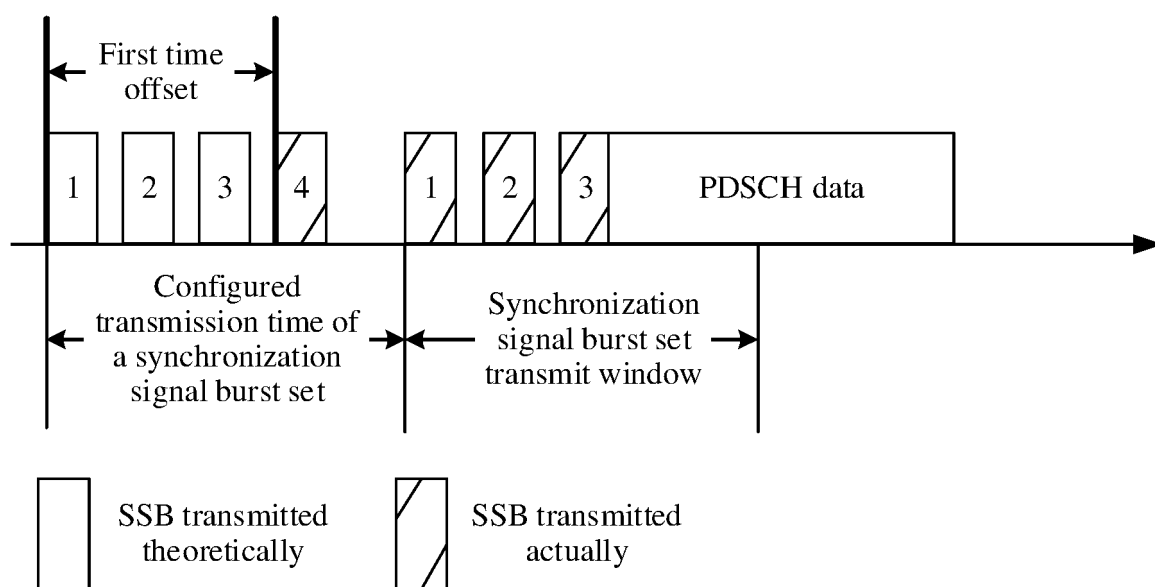 First time
offset
1 2 3 4 1 2 3 PDSCH data
Configured
transmission time of
a synchronization
signal burst set
Synchronization
signal burst set
transmit window
SSB transmitted
theoretically
SSB transmitted
actually